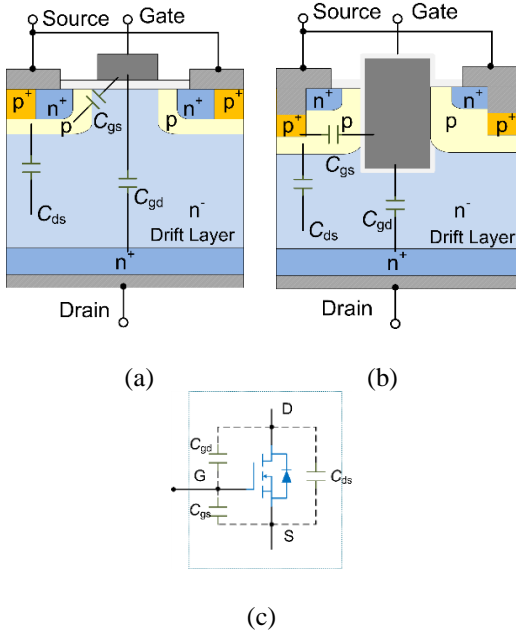 Source Gate
p+ n+ n+ p+
p p
Cgs
Cds Cgd n-
Drift Layer
n+
Drain
(a)
Source Gate
n+ n+
p+ p p p+
Cgs
Cds Cgd n-
Drift Layer
n+
Drain
(b)
D
Cgd
G Cds
Cgs
S
(c)